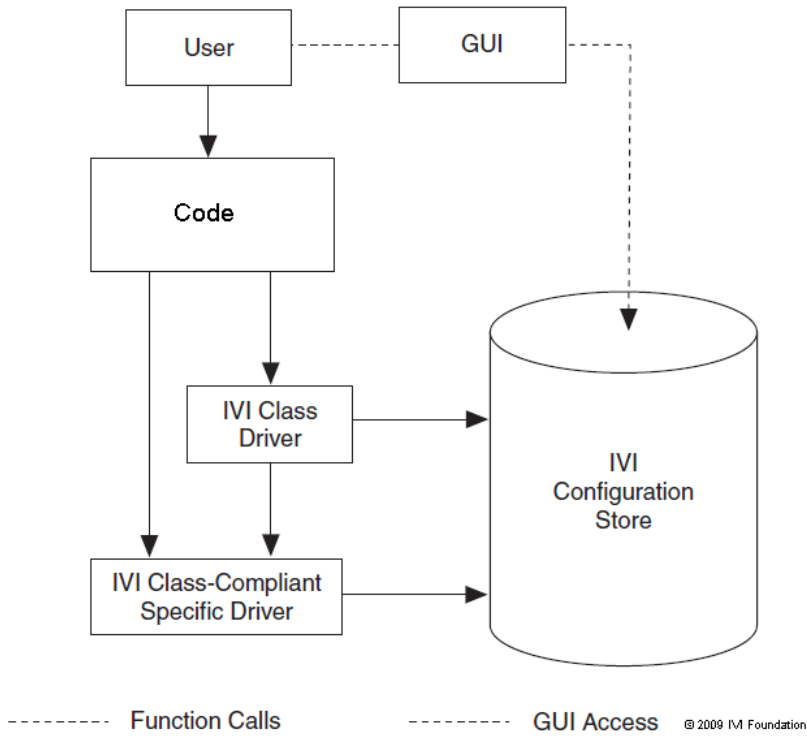 User
GUI
Code
IVI Class
Driver
IVI
Configuration
Store
IVI Class-Compliant
Specific Driver
Function Calls
GUI Access
© 2009 IVI Foundation